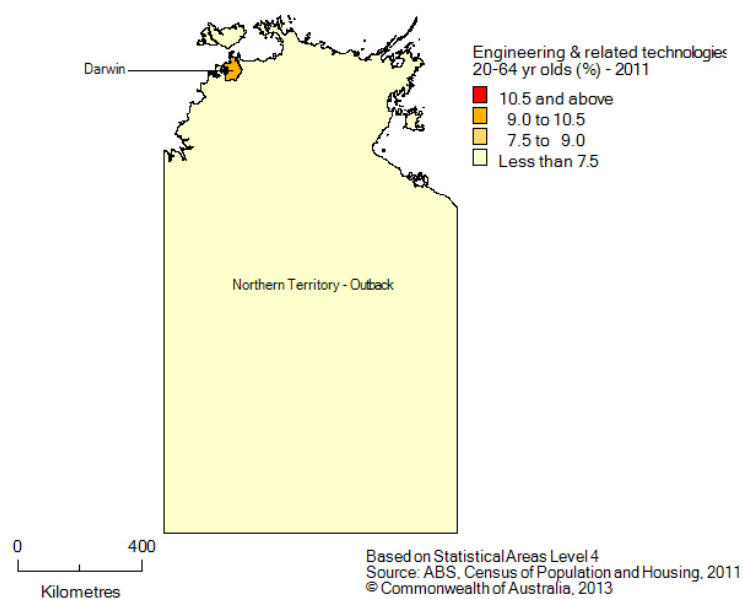 Darwin
Engineering & related technologies
20-64 yr olds (%) - 2011
10.5 and above
9.0 to 10.5
7.5 to 9.0
Less than 7.5
Northern Territory - Outback
0 400
Kilometres
Based on Statistical Areas Level 4
Source: ABS, Census of Population and Housing, 2011
© Commonwealth of Australia, 2013